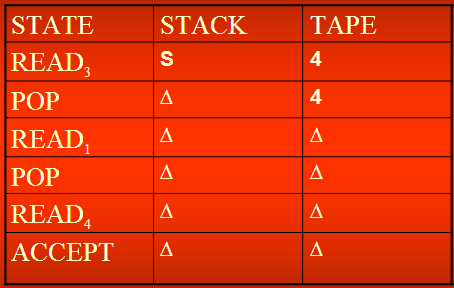 STATE STACK TAPE
READ₃ S 4
POP Δ 4
READ₁ Δ Δ
POP Δ Δ
READ₄ Δ Δ
ACCEPT Δ Δ